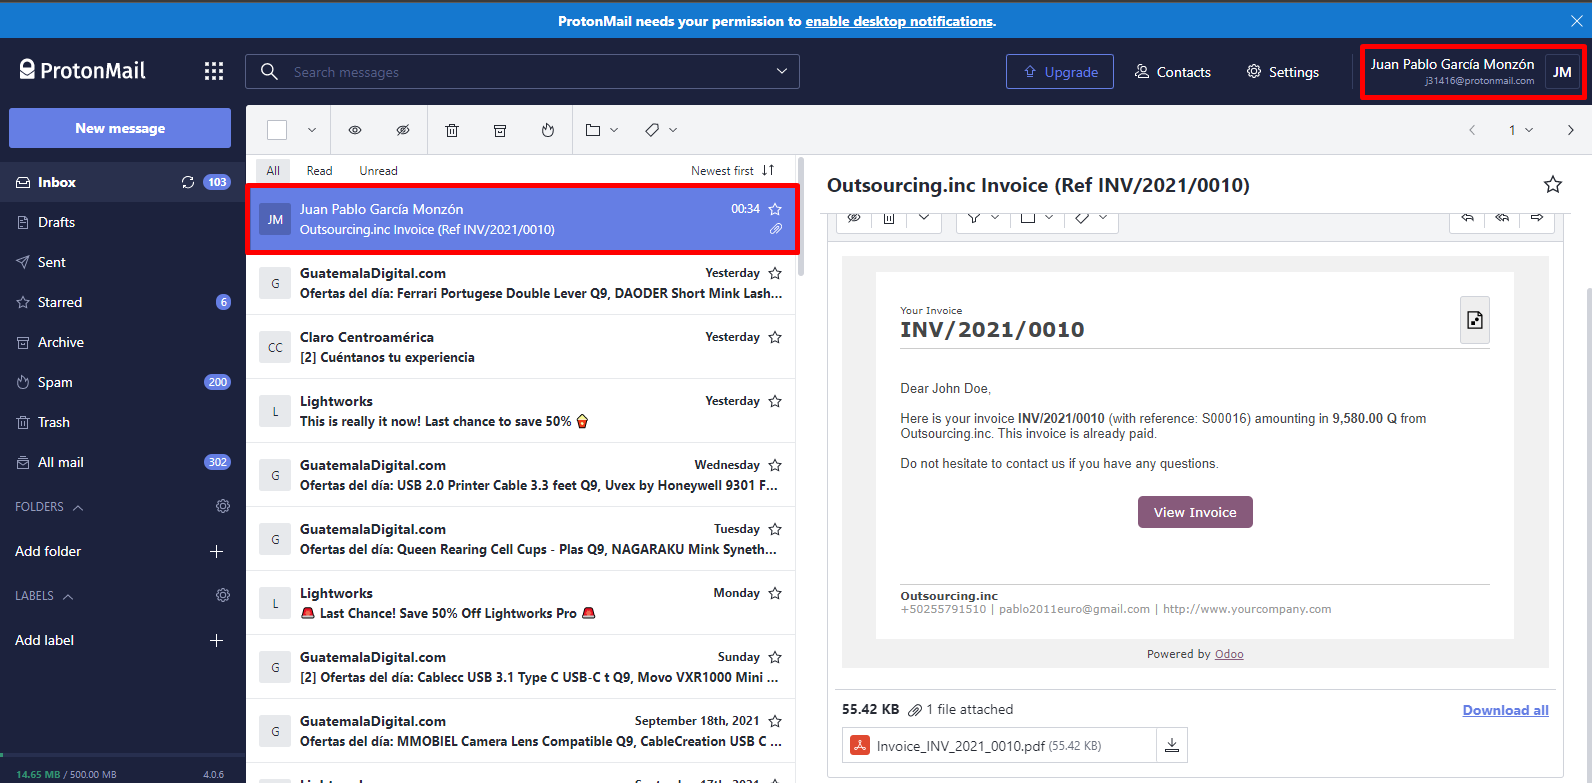 ProtonMail needs your permission to enable desktop notifications.
ProtonMail
Search messages
Upgrade
Contacts
Settings
Juan Pablo García Monzón
j31416@protonmail.com
JM
New message
Inbox 103
Drafts
Sent
Starred 6
Archive
Spam 200
Trash
All mail 302
FOLDERS
Add folder
LABELS
Add label
14.65 MB / 500.00 MB 4.0.6
1
All Read Unread Newest first
JM
Juan Pablo García Monzón 00:34
Outsourcing.inc Invoice (Ref INV/2021/0010)
G
GuatemalaDigital.com Yesterday
Ofertas del día: Ferrari Portugese Double Lever Q9, DAODER Short Mink Lash...
CC
Claro Centroamérica Yesterday
[2] Cuéntanos tu experiencia
L
Lightworks Yesterday
This is really it now! Last chance to save 50% 🍿
G
GuatemalaDigital.com Wednesday
Ofertas del día: USB 2.0 Printer Cable 3.3 feet Q9, Uvex by Honeywell 9301 F...
G
GuatemalaDigital.com Tuesday
Ofertas del día: Queen Rearing Cell Cups - Plas Q9, NAGARAKU Mink Syneth...
L
Lightworks Monday
🚨 Last Chance! Save 50% Off Lightworks Pro 🚨
G
GuatemalaDigital.com Sunday
[2] Ofertas del día: Cablecc USB 3.1 Type C USB-C t Q9, Movo VXR1000 Mini ...
G
GuatemalaDigital.com September 18th, 2021
Ofertas del día: MMOBIEL Camera Lens Compatible Q9, CableCreation USB C ...
Outsourcing.inc Invoice (Ref INV/2021/0010)
Your Invoice
INV/2021/0010
Dear John Doe,
Here is your invoice INV/2021/0010 (with reference: S00016) amounting in 9,580.00 Q from
Outsourcing.inc. This invoice is already paid.
Do not hesitate to contact us if you have any questions.
View Invoice
Outsourcing.inc
+50255791510 | pablo2011euro@gmail.com | http://www.yourcompany.com
Powered by Odoo
55.42 KB 1 file attached
Download all
Invoice_INV_2021_0010.pdf (55.42 KB)